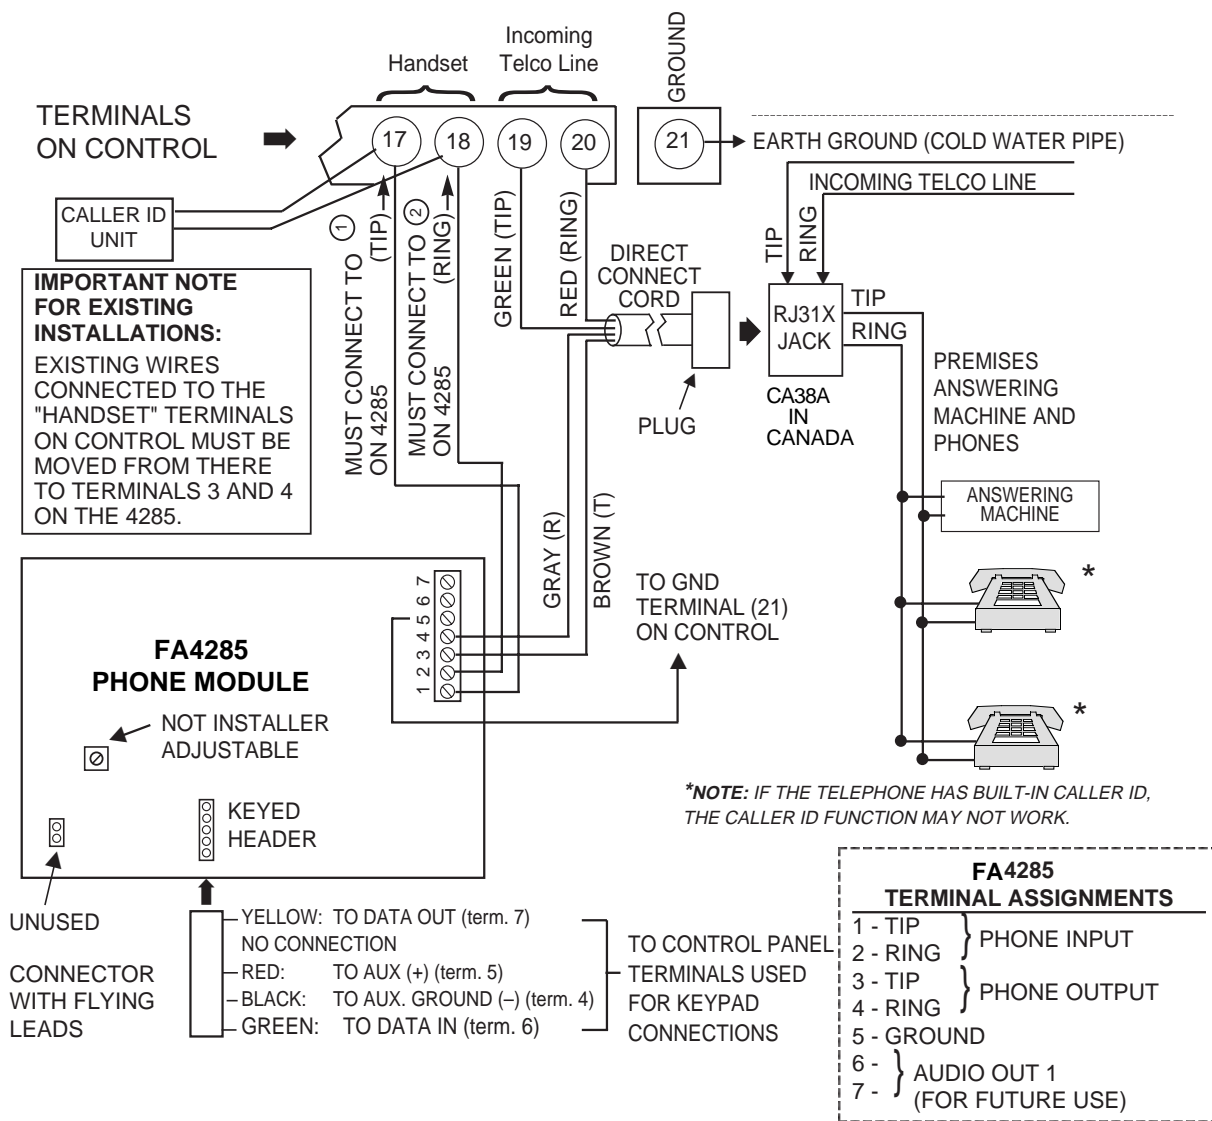 Incoming
Telco Line
Handset
GROUND
TERMINALS
ON CONTROL
17
18
19
20
21
EARTH GROUND (COLD WATER PIPE)
INCOMING TELCO LINE
TIP
RING
CALLER ID
UNIT
MUST CONNECT TO 1
ON 4285
(TIP)
MUST CONNECT TO 2
ON 4285
(RING)
GREEN (TIP)
RED (RING)
DIRECT
CONNECT
CORD
PLUG
RJ31X
JACK
TIP
RING
CA38A
IN
CANADA
PREMISES
ANSWERING
MACHINE AND
PHONES
ANSWERING
MACHINE
*
*
IMPORTANT NOTE
FOR EXISTING
INSTALLATIONS:
EXISTING WIRES
CONNECTED TO THE
"HANDSET" TERMINALS
ON CONTROL MUST BE
MOVED FROM THERE
TO TERMINALS 3 AND 4
ON THE 4285.
GRAY (R)
BROWN (T)
TO GND
TERMINAL (21)
ON CONTROL
FA4285
PHONE MODULE
1 2 3 4 5 6 7
NOT INSTALLER
ADJUSTABLE
KEYED
HEADER
UNUSED
*NOTE: IF THE TELEPHONE HAS BUILT-IN CALLER ID,
THE CALLER ID FUNCTION MAY NOT WORK.
CONNECTOR
WITH FLYING
LEADS
YELLOW: TO DATA OUT (term. 7)
NO CONNECTION
RED: TO AUX (+) (term. 5)
BLACK: TO AUX. GROUND (–) (term. 4)
GREEN: TO DATA IN (term. 6)
TO CONTROL PANEL
TERMINALS USED
FOR KEYPAD
CONNECTIONS
FA4285
TERMINAL ASSIGNMENTS
1 - TIP
2 - RING
PHONE INPUT
3 - TIP
4 - RING
PHONE OUTPUT
5 - GROUND
6 -
7 -
AUDIO OUT 1
(FOR FUTURE USE)